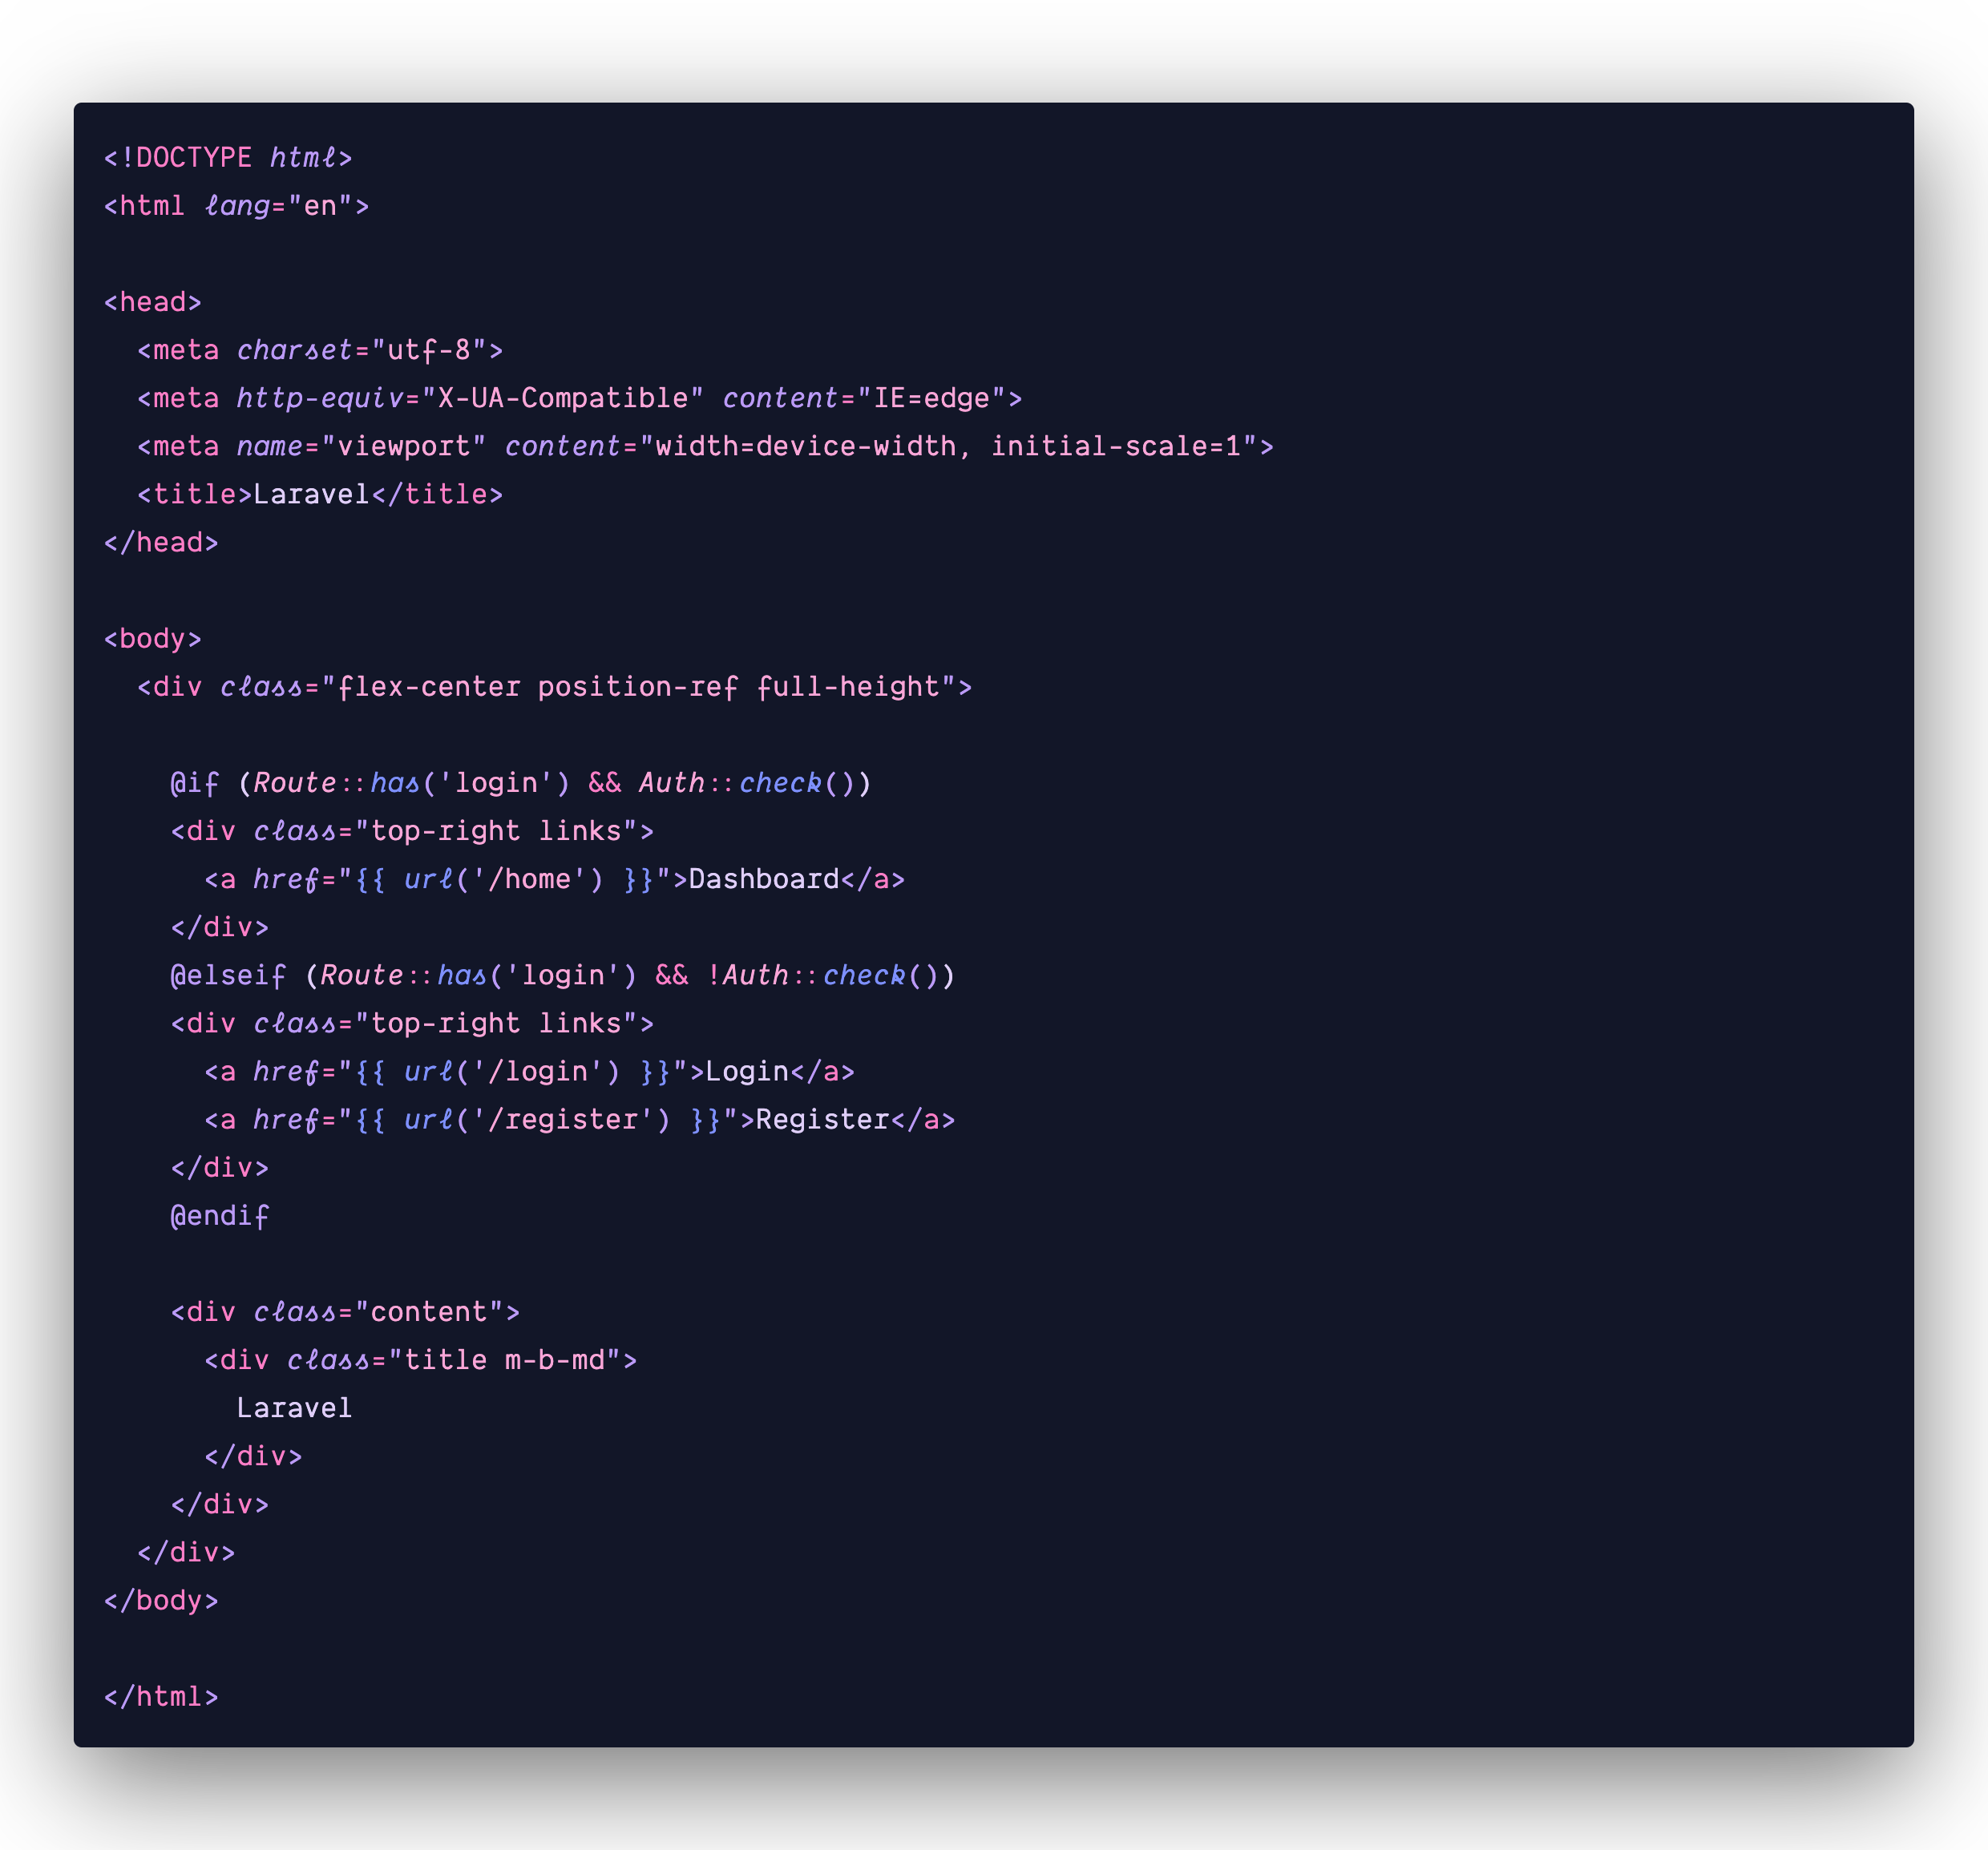 <!DOCTYPE html>
<html lang="en">

<head>
  <meta charset="utf-8">
  <meta http-equiv="X-UA-Compatible" content="IE=edge">
  <meta name="viewport" content="width=device-width, initial-scale=1">
  <title>Laravel</title>
</head>

<body>
  <div class="flex-center position-ref full-height">

    @if (Route::has('login') && Auth::check())
    <div class="top-right links">
      <a href="{{ url('/home') }}">Dashboard</a>
    </div>
    @elseif (Route::has('login') && !Auth::check())
    <div class="top-right links">
      <a href="{{ url('/login') }}">Login</a>
      <a href="{{ url('/register') }}">Register</a>
    </div>
    @endif

    <div class="content">
      <div class="title m-b-md">
        Laravel
      </div>
    </div>
  </div>
</body>

</html>